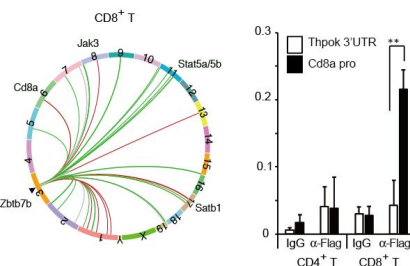 CD8+ T
Jak3
Stat5a/5b
Cd8a
Zbtb7b
Satb1
1
2
3
4
5
6
7
8
9
10
11
12
13
14
15
16
17
18
19
X
Y
0.3
0.2
0.1
0
Thpok 3'UTR
Cd8a pro
**
IgG α-Flag IgG α-Flag
CD4+ T CD8+ T